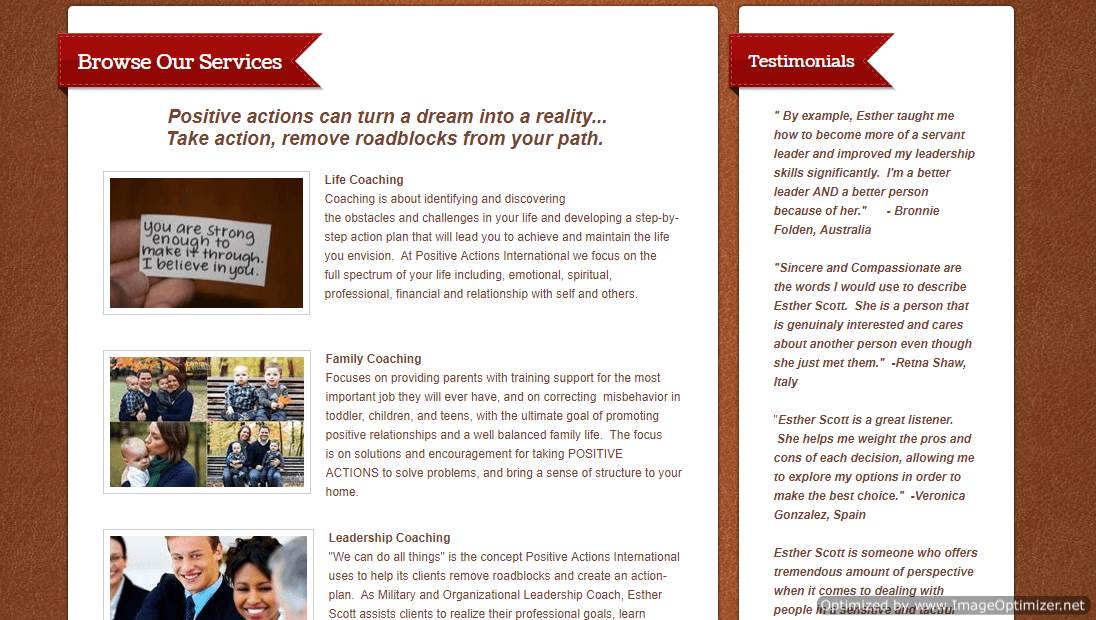 Browse Our Services
Positive actions can turn a dream into a reality...
Take action, remove roadblocks from your path.
you are strong
enough to
make it through.
I believe in you.
Life Coaching
Coaching is about identifying and discovering
the obstacles and challenges in your life and developing a step-by-
step action plan that will lead you to achieve and maintain the life
you envision.  At Positive Actions International we focus on the
full spectrum of your life including, emotional, spiritual,
professional, financial and relationship with self and others.
Family Coaching
Focuses on providing parents with training support for the most
important job they will ever have, and on correcting  misbehavior in
toddler, children, and teens, with the ultimate goal of promoting
positive relationships and a well balanced family life.  The focus
is on solutions and encouragement for taking POSITIVE
ACTIONS to solve problems, and bring a sense of structure to your
home.
Leadership Coaching
"We can do all things" is the concept Positive Actions International
uses to help its clients remove roadblocks and create an action-
plan.  As Military and Organizational Leadership Coach, Esther
Scott assists clients to realize their professional goals, learn
Testimonials
" By example, Esther taught me
how to become more of a servant
leader and improved my leadership
skills significantly.  I'm a better
leader AND a better person
because of her."     - Bronnie
Folden, Australia
"Sincere and Compassionate are
the words I would use to describe
Esther Scott.  She is a person that
is genuinaly interested and cares
about another person even though
she just met them."  -Retna Shaw,
Italy
"Esther Scott is a great listener.
She helps me weight the pros and
cons of each decision, allowing me
to explore my options in order to
make the best choice."  -Veronica
Gonzalez, Spain
Esther Scott is someone who offers
tremendous amount of perspective
when it comes to dealing with
people in a sensitive and tactful
Optimized by www.ImageOptimizer.net